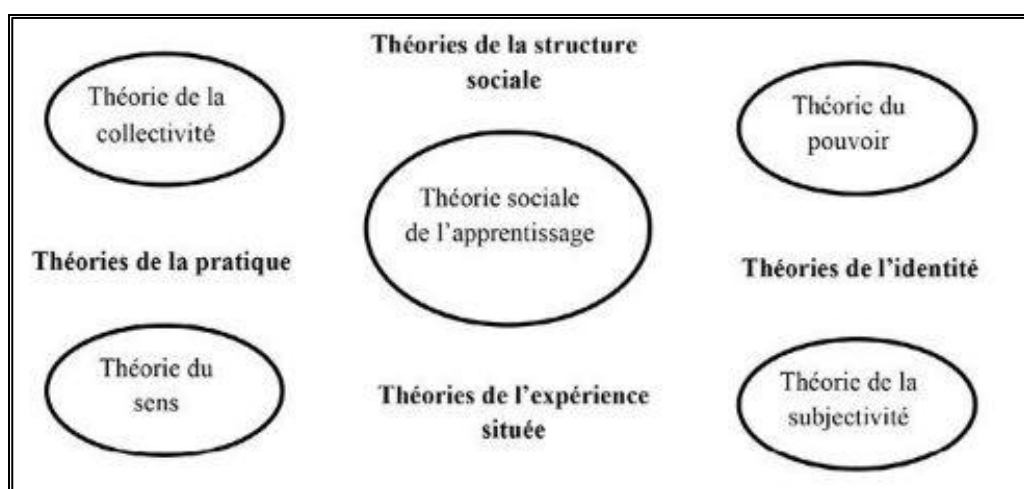 Théories de la structure
sociale
Théorie de la
collectivité
Théorie du
pouvoir
Théorie sociale
de l'apprentissage
Théories de la pratique
Théories de l'identité
Théorie du
sens
Théories de l'expérience
située
Théorie de la
subjectivité